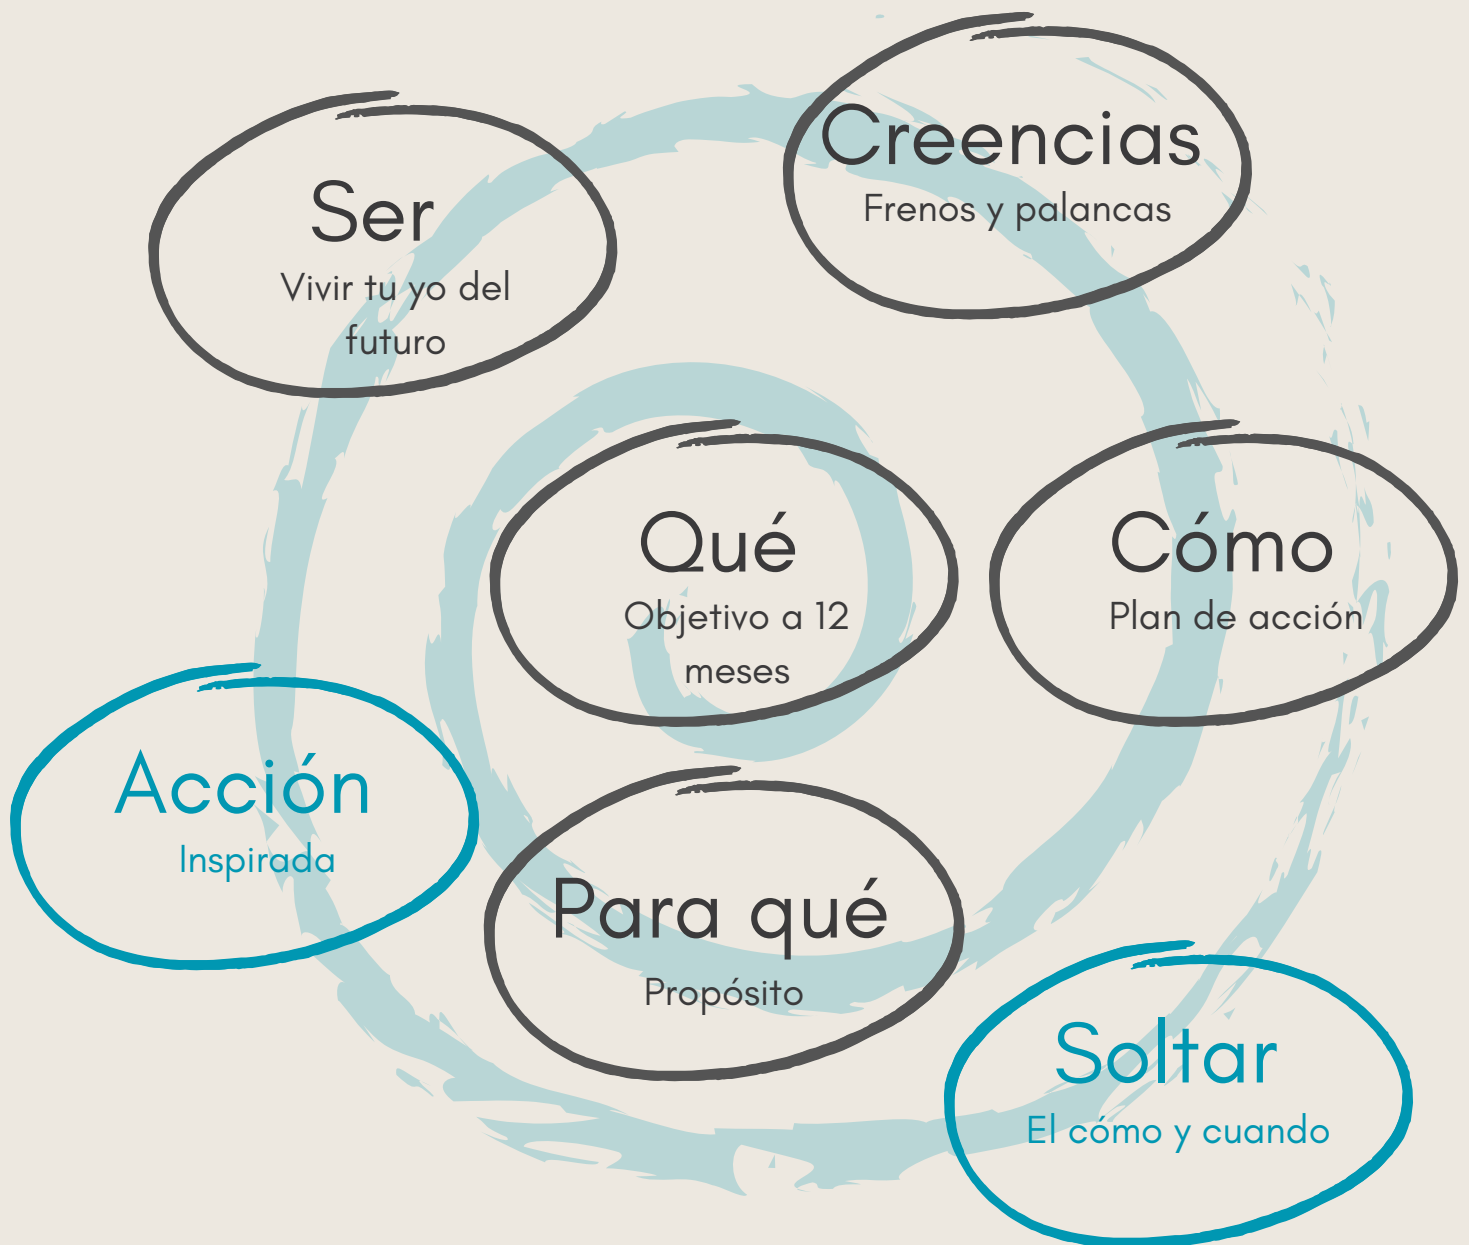 Creencias
Frenos y palancas
Ser
Vivir tu yo del
futuro
Qué
Objetivo a 12
meses
Cómo
Plan de acción
Acción
Inspirada
Para qué
Propósito
Soltar
El cómo y cuando